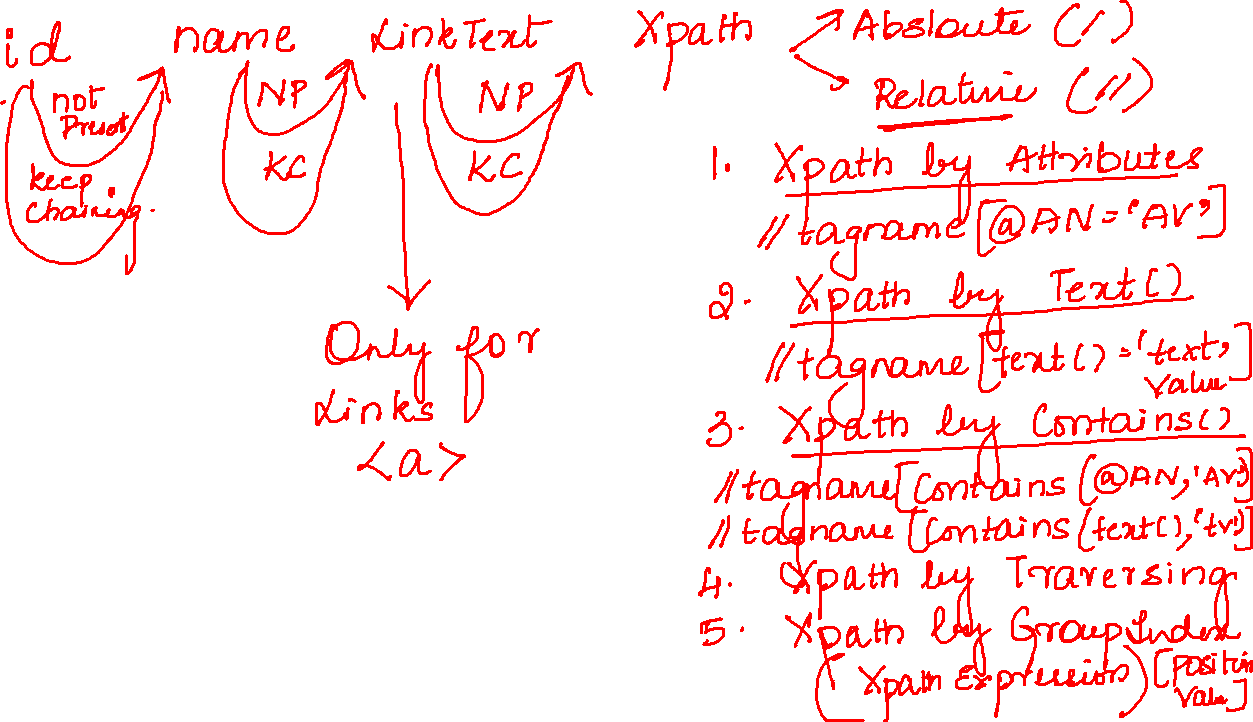 id name LinkText Xpath Absloute (/)
Relative (//)
not
Present
keep
chaining.
NP
KC
NP
KC
Only for
Links
<a>
1. Xpath by Attributes
//tagname[@AN='AV']
2. Xpath by Text()
//tagname[text()='text
value']
3. Xpath by Contains()
//tagname[Contains(@AN,'AV')]
//tagname[Contains(text(),'tv')]
4. Xpath by Traversing
5. Xpath by GroupIndex
(Xpath Expression)[Position
Value]